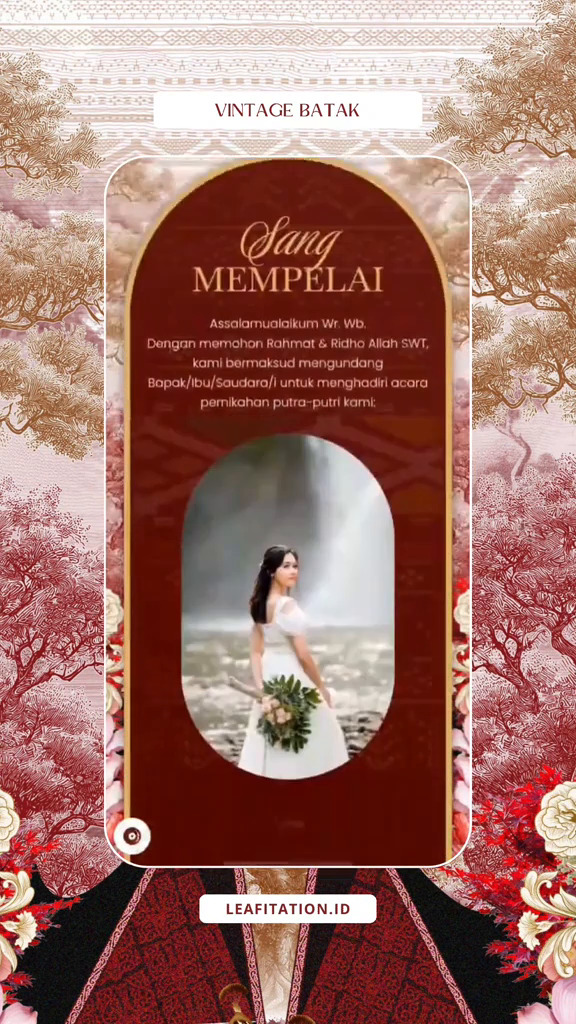 VINTAGE BATAK
Sang
MEMPELAI
Assalamualaikum Wr. Wb.
Dengan memohon Rahmat & Ridho Allah SWT,
kami bermaksud mengundang
Bapak/Ibu/Saudara/i untuk menghadiri acara
pernikahan putra-putri kami:
LEAFITATION.ID